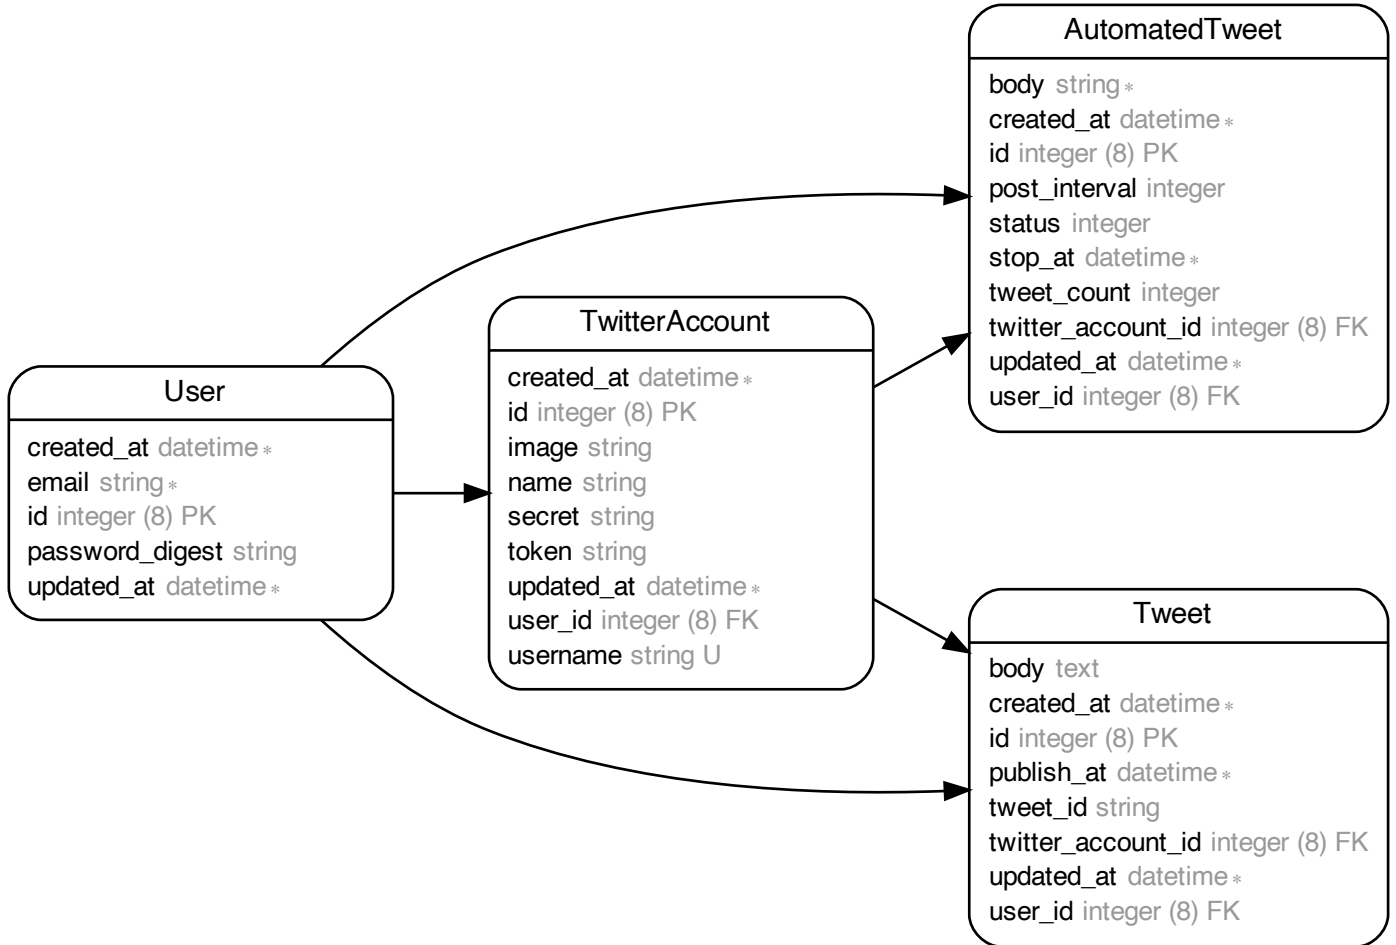 AutomatedTweet
body string *
created_at datetime *
id integer (8) PK
post_interval integer
status integer
stop_at datetime *
tweet_count integer
twitter_account_id integer (8) FK
updated_at datetime *
user_id integer (8) FK
TwitterAccount
created_at datetime *
id integer (8) PK
image string
name string
secret string
token string
updated_at datetime *
user_id integer (8) FK
username string U
User
created_at datetime *
email string *
id integer (8) PK
password_digest string
updated_at datetime *
Tweet
body text
created_at datetime *
id integer (8) PK
publish_at datetime *
tweet_id string
twitter_account_id integer (8) FK
updated_at datetime *
user_id integer (8) FK